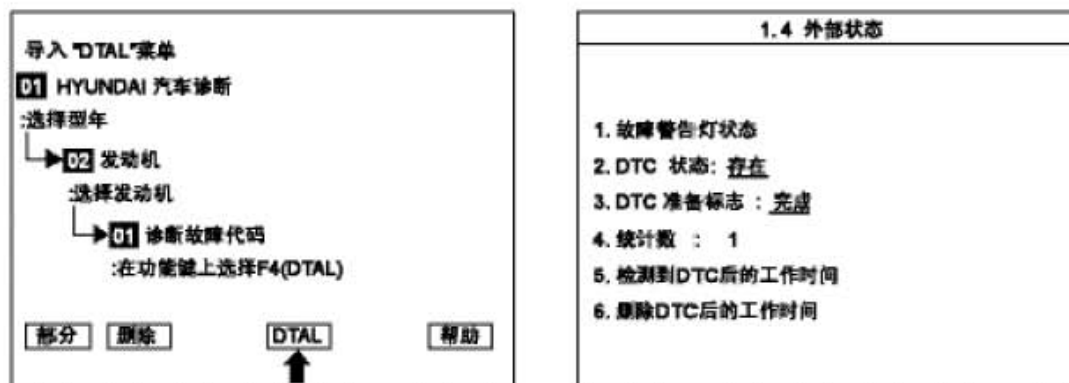 导入 "DTAL"菜单
01 HYUNDAI 汽车诊断
:选择型年
02 发动机
:选择发动机
01 诊断故障代码
:在功能键上选择F4(DTAL)
部分 删除 DTAL 帮助
1.4 外部状态
1. 故障警告灯状态
2. DTC 状态: 存在
3. DTC 准备标志 : 完成
4. 统计数 : 1
5. 检测到DTC后的工作时间
6. 删除DTC后的工作时间